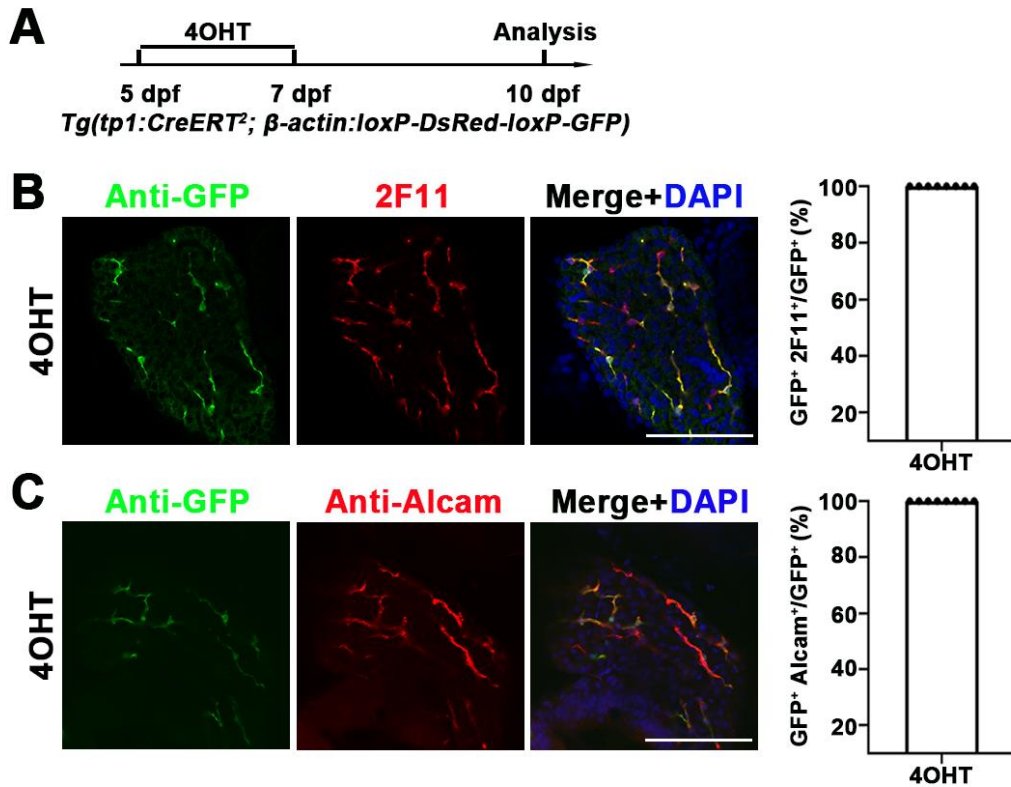 A
4OHT
Analysis
5 dpf
7 dpf
10 dpf
Tg(tp1:CreERT²; β-actin:loxP-DsRed-loxP-GFP)
B
Anti-GFP
2F11
Merge+DAPI
4OHT
GFP⁺ 2F11⁺/GFP⁺ (%)
100
80
60
40
20
4OHT
C
Anti-GFP
Anti-Alcam
Merge+DAPI
4OHT
GFP⁺ Alcam⁺/GFP⁺ (%)
100
80
60
40
20
4OHT